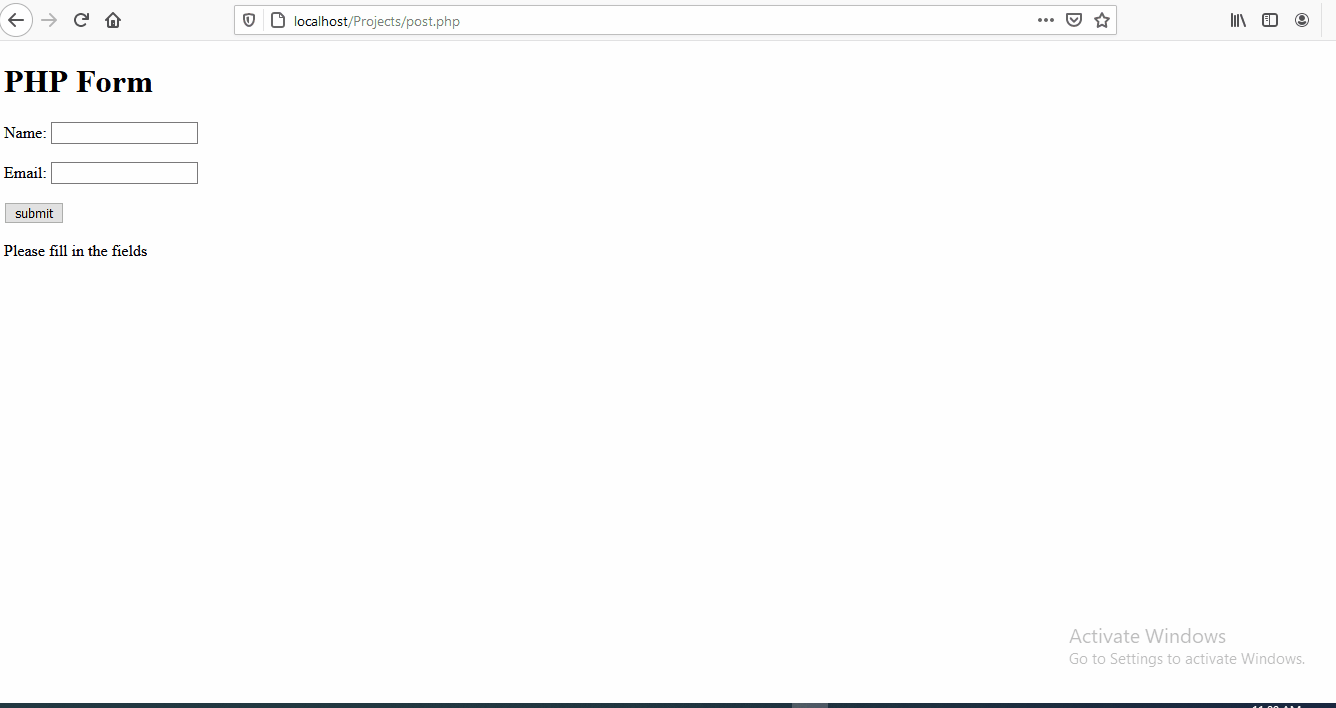 localhost/Projects/post.php
PHP Form
Name:
Email:
submit
Please fill in the fields
Activate Windows
Go to Settings to activate Windows.